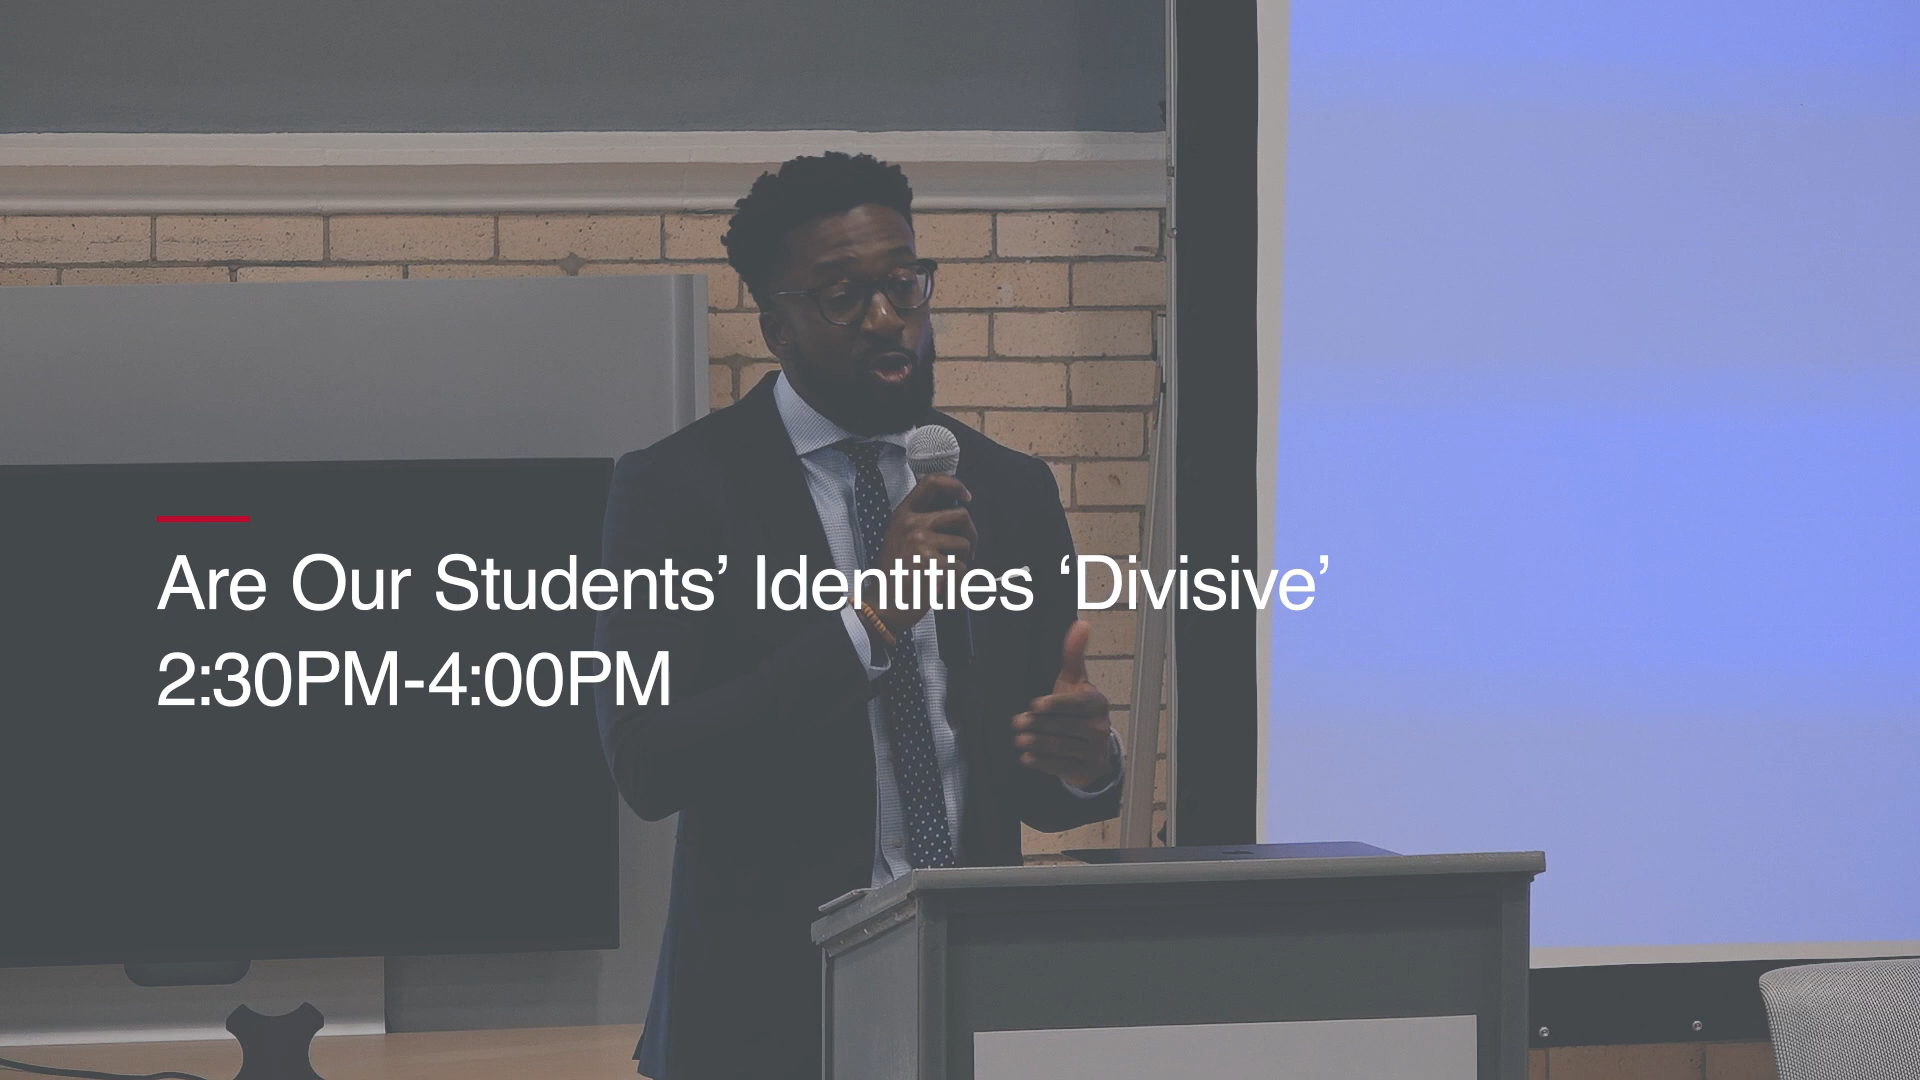 Are Our Students’ Identities ‘Divisive’
2:30PM-4:00PM